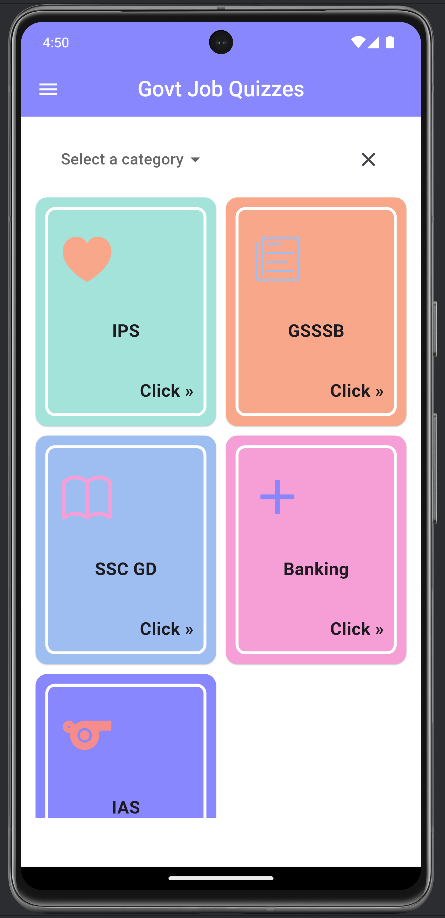 4:50
Govt Job Quizzes
Select a category
IPS
Click »
GSSSB
Click »
SSC GD
Click »
Banking
Click »
IAS